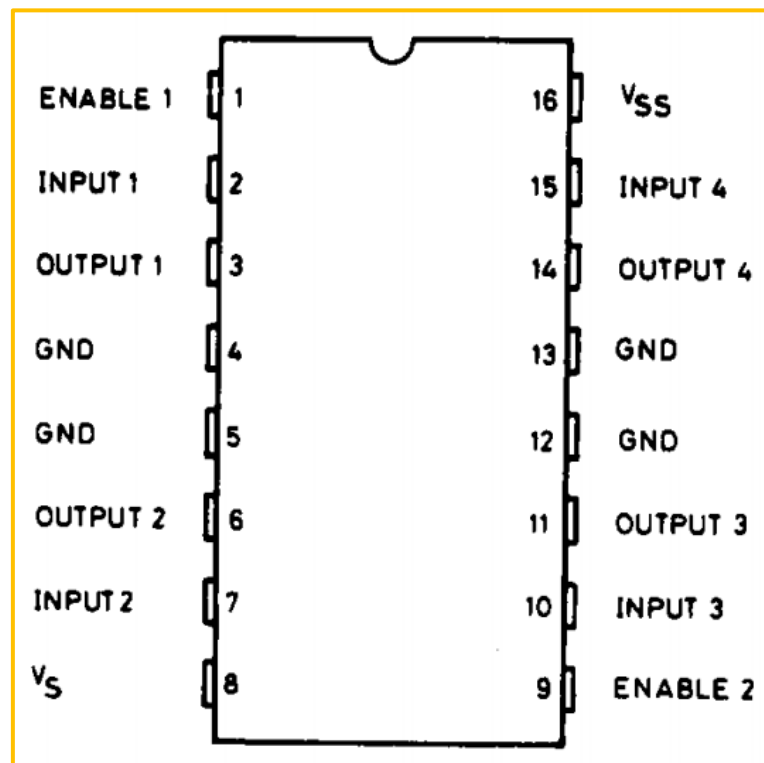 ENABLE 1 1 16 VSS
INPUT 1 2 15 INPUT 4
OUTPUT 1 3 14 OUTPUT 4
GND 4 13 GND
GND 5 12 GND
OUTPUT 2 6 11 OUTPUT 3
INPUT 2 7 10 INPUT 3
VS 8 9 ENABLE 2